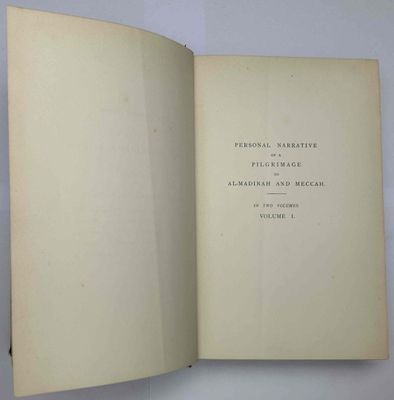 PERSONAL NARRATIVE
OF A
PILGRIMAGE
TO
AL-MADINAH AND MECCAH.
IN TWO VOLUMES.
VOLUME I.